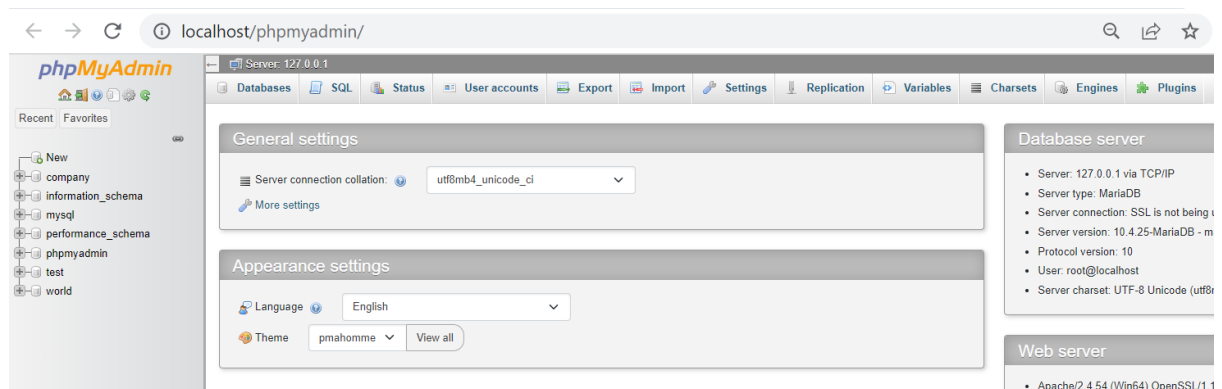 localhost/phpmyadmin/
phpMyAdmin
Recent Favorites
New
company
information_schema
mysql
performance_schema
phpmyadmin
test
world
Server: 127.0.0.1
Databases SQL Status User accounts Export Import Settings Replication Variables Charsets Engines Plugins
General settings
Server connection collation: utf8mb4_unicode_ci
More settings
Appearance settings
Language English
Theme pmahomme View all
Database server
Server: 127.0.0.1 via TCP/IP
Server type: MariaDB
Server connection: SSL is not being
Server version: 10.4.25-MariaDB - m
Protocol version: 10
User: root@localhost
Server charset: UTF-8 Unicode (utf8
Web server
Apache/2.4.54 (Win64) OpenSSL/1.1